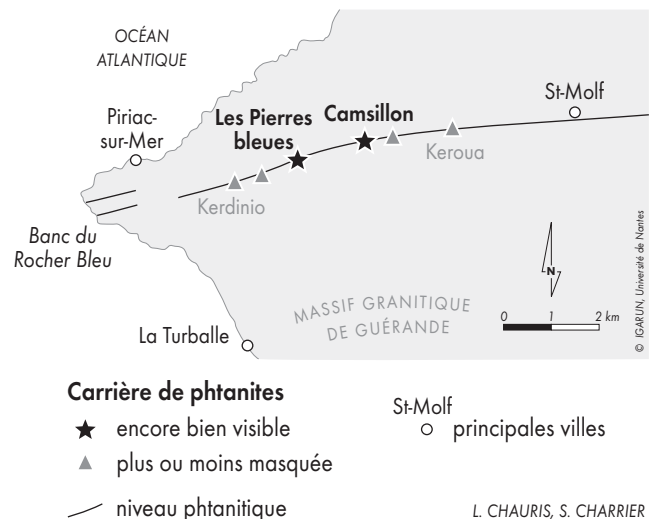 OCÉAN
ATLANTIQUE
Piriac-
sur-Mer
Les Pierres
bleues
Camsillon
St-Molf
Keroua
Kerdinio
Banc du
Rocher Bleu
MASSIF GRANITIQUE
DE GUÉRANDE
La Turballe
N
0 1 2 km
© IGARUN, Université de Nantes
Carrière de phtanites
encore bien visible
plus ou moins masquée
niveau phtanitique
St-Molf
principales villes
L. CHAURIS, S. CHARRIER